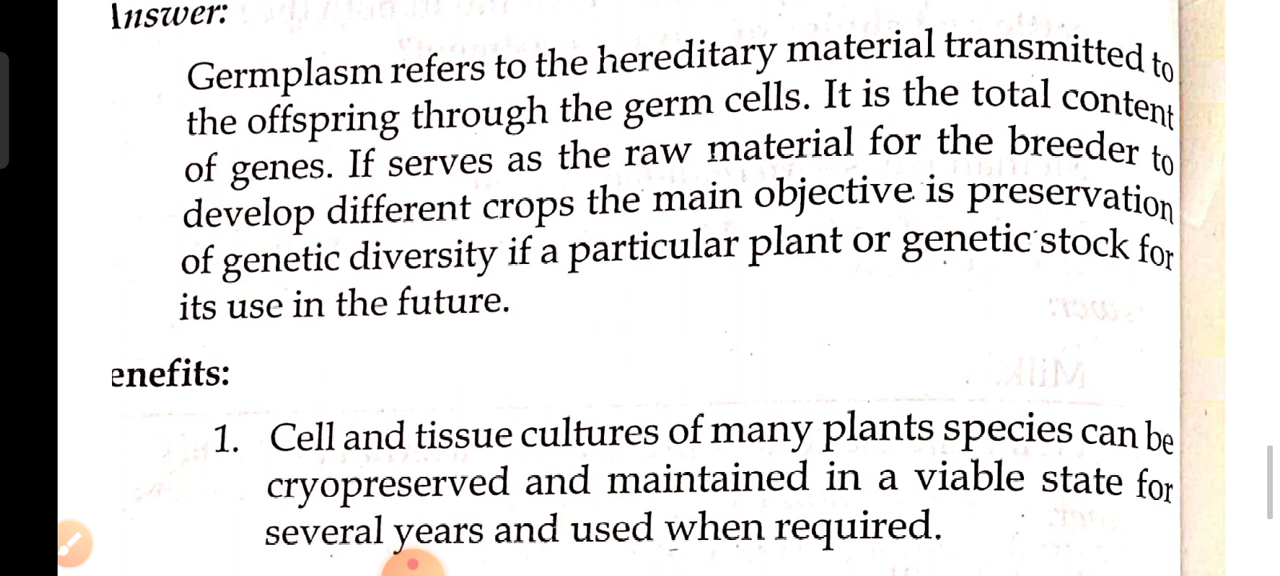 Inswer:
Germplasm refers to the hereditary material transmitted to
the offspring through the germ cells. It is the total content
of genes. If serves as the raw material for the breeder to
develop different crops the main objective is preservation
of genetic diversity if a particular plant or genetic stock for
its use in the future.
enefits:
1. Cell and tissue cultures of many plants species can be
cryopreserved and maintained in a viable state for
several years and used when required.